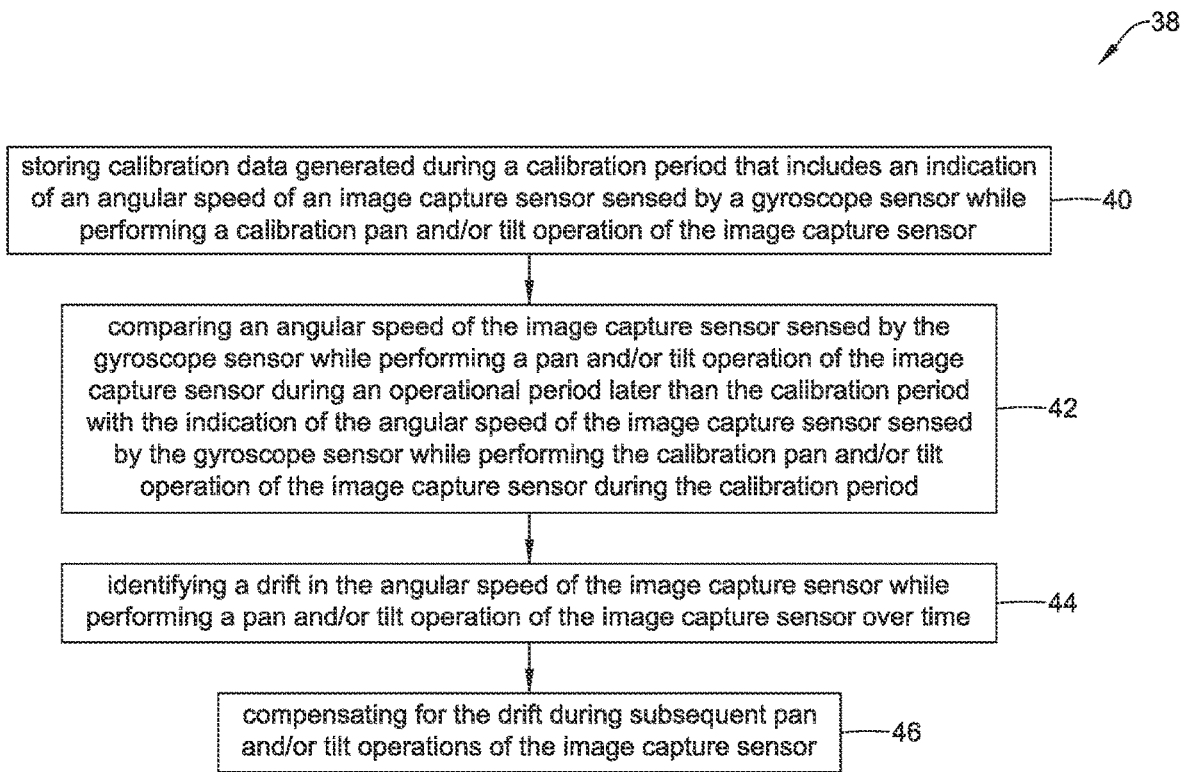 38
storing calibration data generated during a calibration period that includes an indication
of an angular speed of an image capture sensor sensed by a gyroscope sensor while
performing a calibration pan and/or tilt operation of the image capture sensor
40
comparing an angular speed of the image capture sensor sensed by the
gyroscope sensor while performing a pan and/or tilt operation of the image
capture sensor during an operational period later than the calibration period
with the indication of the angular speed of the image capture sensor sensed
by the gyroscope sensor while performing the calibration pan and/or tilt
operation of the image capture sensor during the calibration period
42
identifying a drift in the angular speed of the image capture sensor while
performing a pan and/or tilt operation of the image capture sensor over time
44
compensating for the drift during subsequent pan
and/or tilt operations of the image capture sensor
46